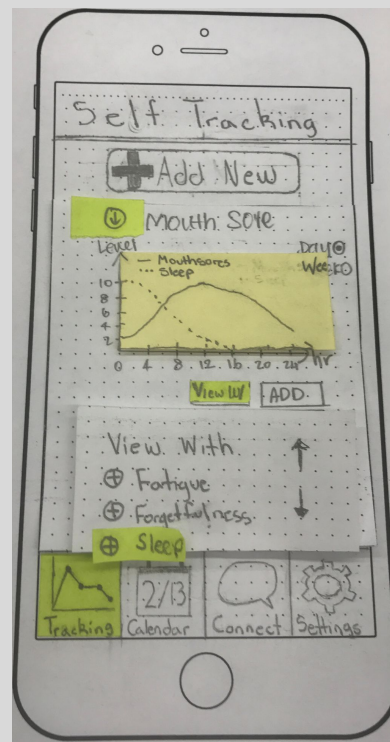 Self Tracking
Add New
Mouth Sore
Level
Day
Week
Mouthsores
Sleep
10
8
6
4
2
0 4 8 12 16 20 24 hr
View W/ ADD
View With
Fatigue
Forgetfulness
Sleep
2/13
Tracking Calendar Connect Settings